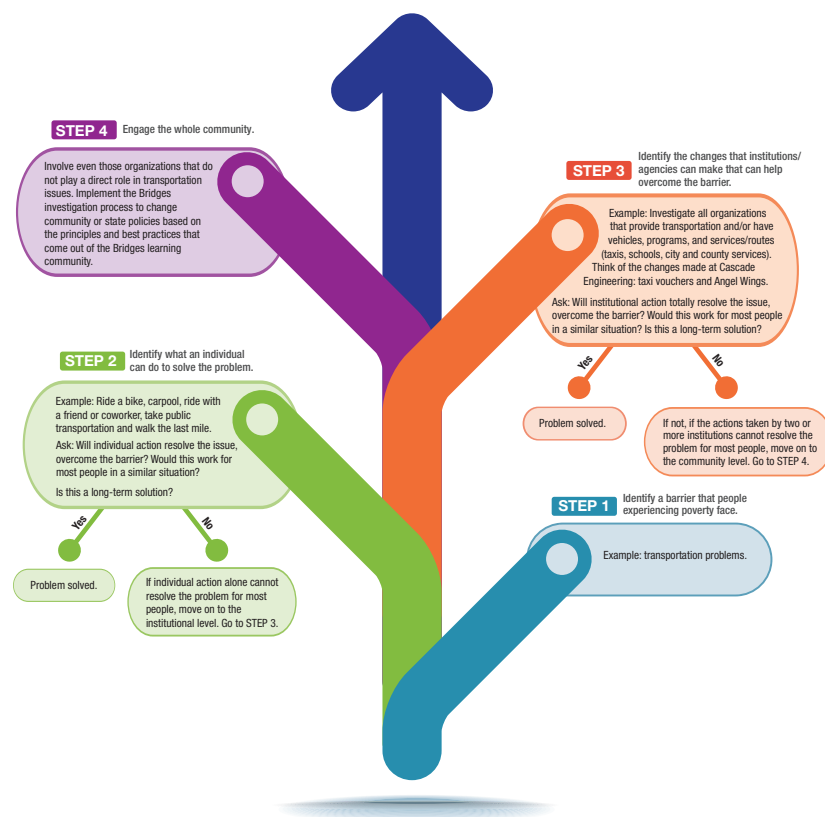 STEP 4 Engage the whole community.
Involve even those organizations that do
not play a direct role in transportation
issues. Implement the Bridges
investigation process to change
community or state policies based on
the principles and best practices that
come out of the Bridges learning
community.
STEP 3
Identify the changes that institutions/
agencies can make that can help
overcome the barrier.
Example: Investigate all organizations
that provide transportation and/or have
vehicles, programs, and services/routes
(taxis, schools, city and county services).
Think of the changes made at Cascade
Engineering: taxi vouchers and Angel Wings.
Ask: Will institutional action totally resolve the issue,
overcome the barrier? Would this work for most people
in a similar situation? Is this a long-term solution?
Yes
No
Problem solved.
If not, if the actions taken by two or
more institutions cannot resolve the
problem for most people, move on to
the community level. Go to STEP 4.
STEP 2
Identify what an individual
can do to solve the problem.
Example: Ride a bike, carpool, ride with
a friend or coworker, take public
transportation and walk the last mile.
Ask: Will individual action resolve the issue,
overcome the barrier? Would this work for
most people in a similar situation?
Is this a long-term solution?
Yes
No
Problem solved.
If individual action alone cannot
resolve the problem for most
people, move on to the
institutional level. Go to STEP 3.
STEP 1
Identify a barrier that people
experiencing poverty face.
Example: transportation problems.